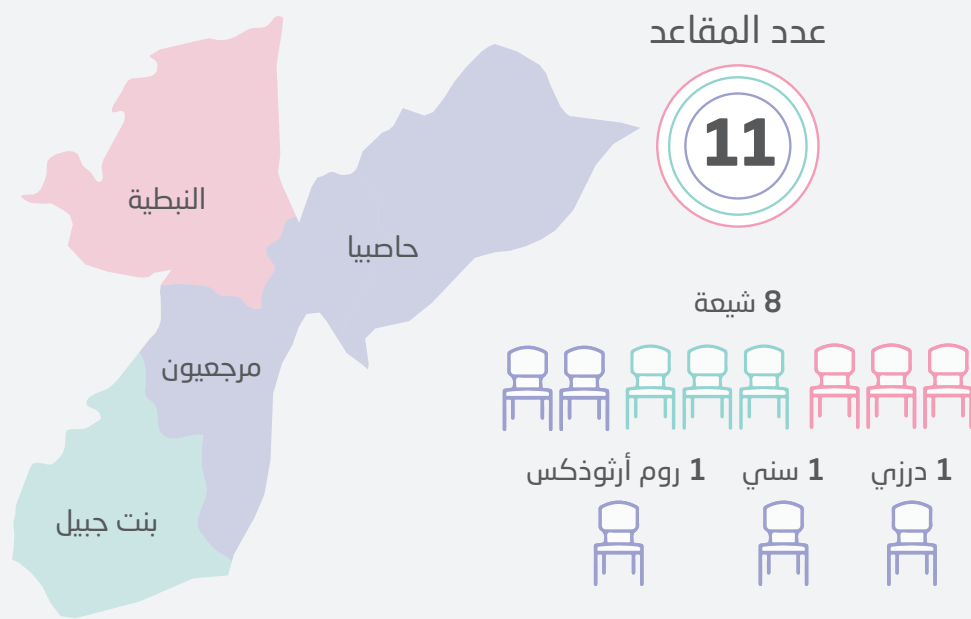 عدد المقاعد
11
النبطية
حاصبيا
مرجعيون
بنت جبيل
8 شيعة
1 درزي
1 سني
1 روم أرثوذكس